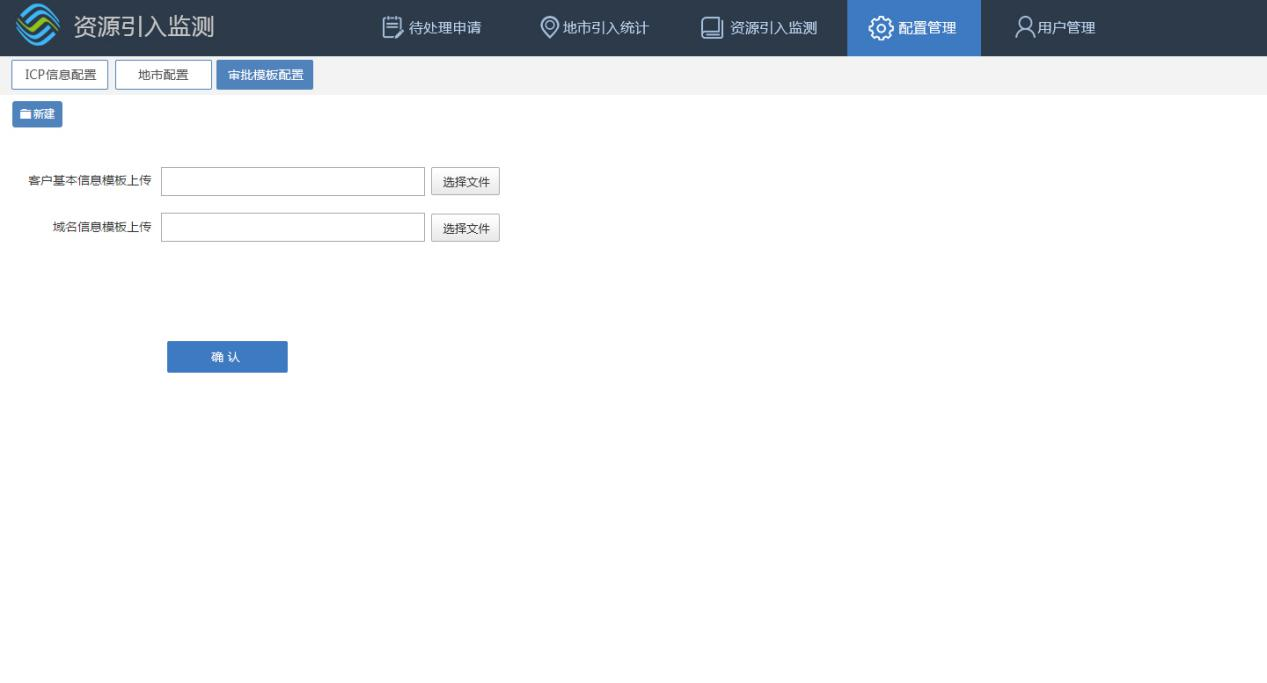 资源引入监测 待处理申请 地市引入统计 资源引入监测 配置管理 用户管理
ICP信息配置 地市配置 审批模板配置
新建
客户基本信息模板上传 选择文件
域名信息模板上传 选择文件
确认